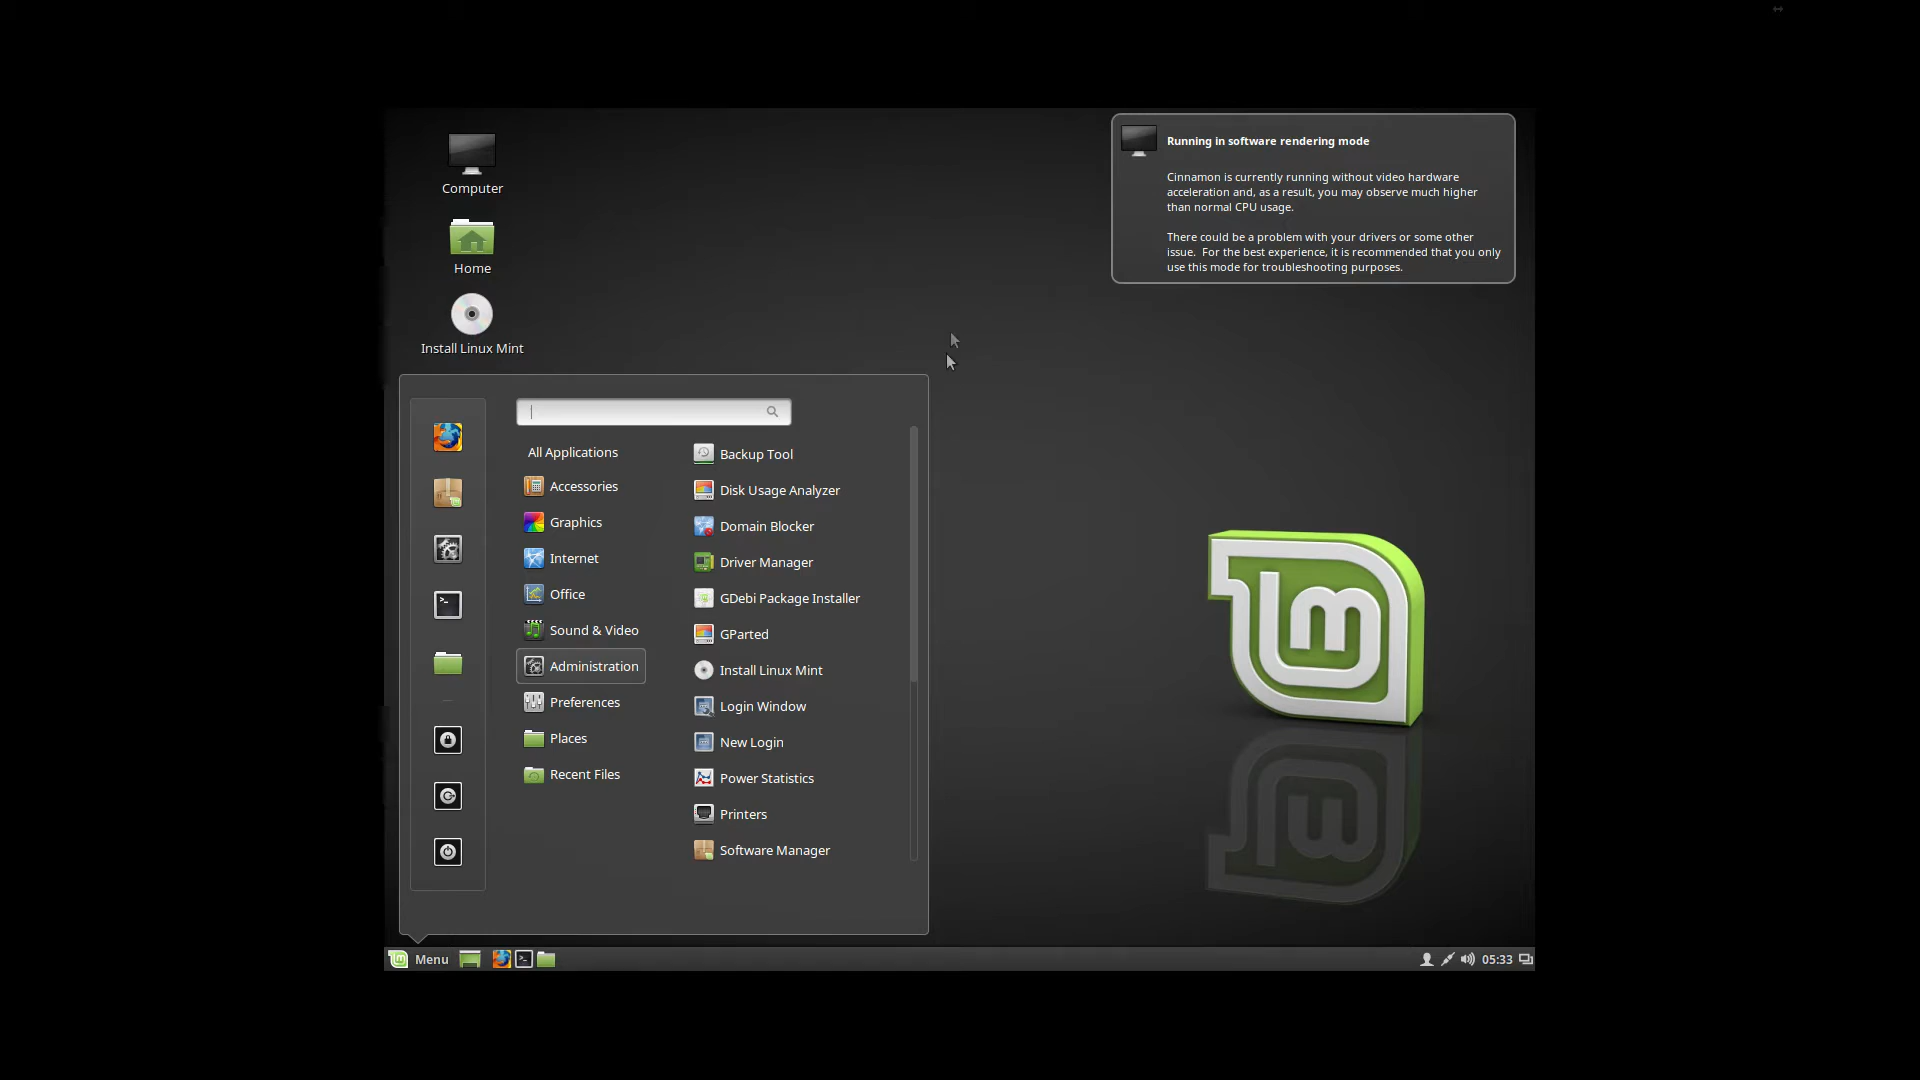 Computer
Home
Install Linux Mint
Running in software rendering mode
Cinnamon is currently running without video hardware
acceleration and, as a result, you may observe much higher
than normal CPU usage.
There could be a problem with your drivers or some other
issue.  For the best experience, it is recommended that you only
use this mode for troubleshooting purposes.
All Applications
Accessories
Graphics
Internet
Office
Sound & Video
Administration
Preferences
Places
Recent Files
Backup Tool
Disk Usage Analyzer
Domain Blocker
Driver Manager
GDebi Package Installer
GParted
Install Linux Mint
Login Window
New Login
Power Statistics
Printers
Software Manager
Menu
05:33